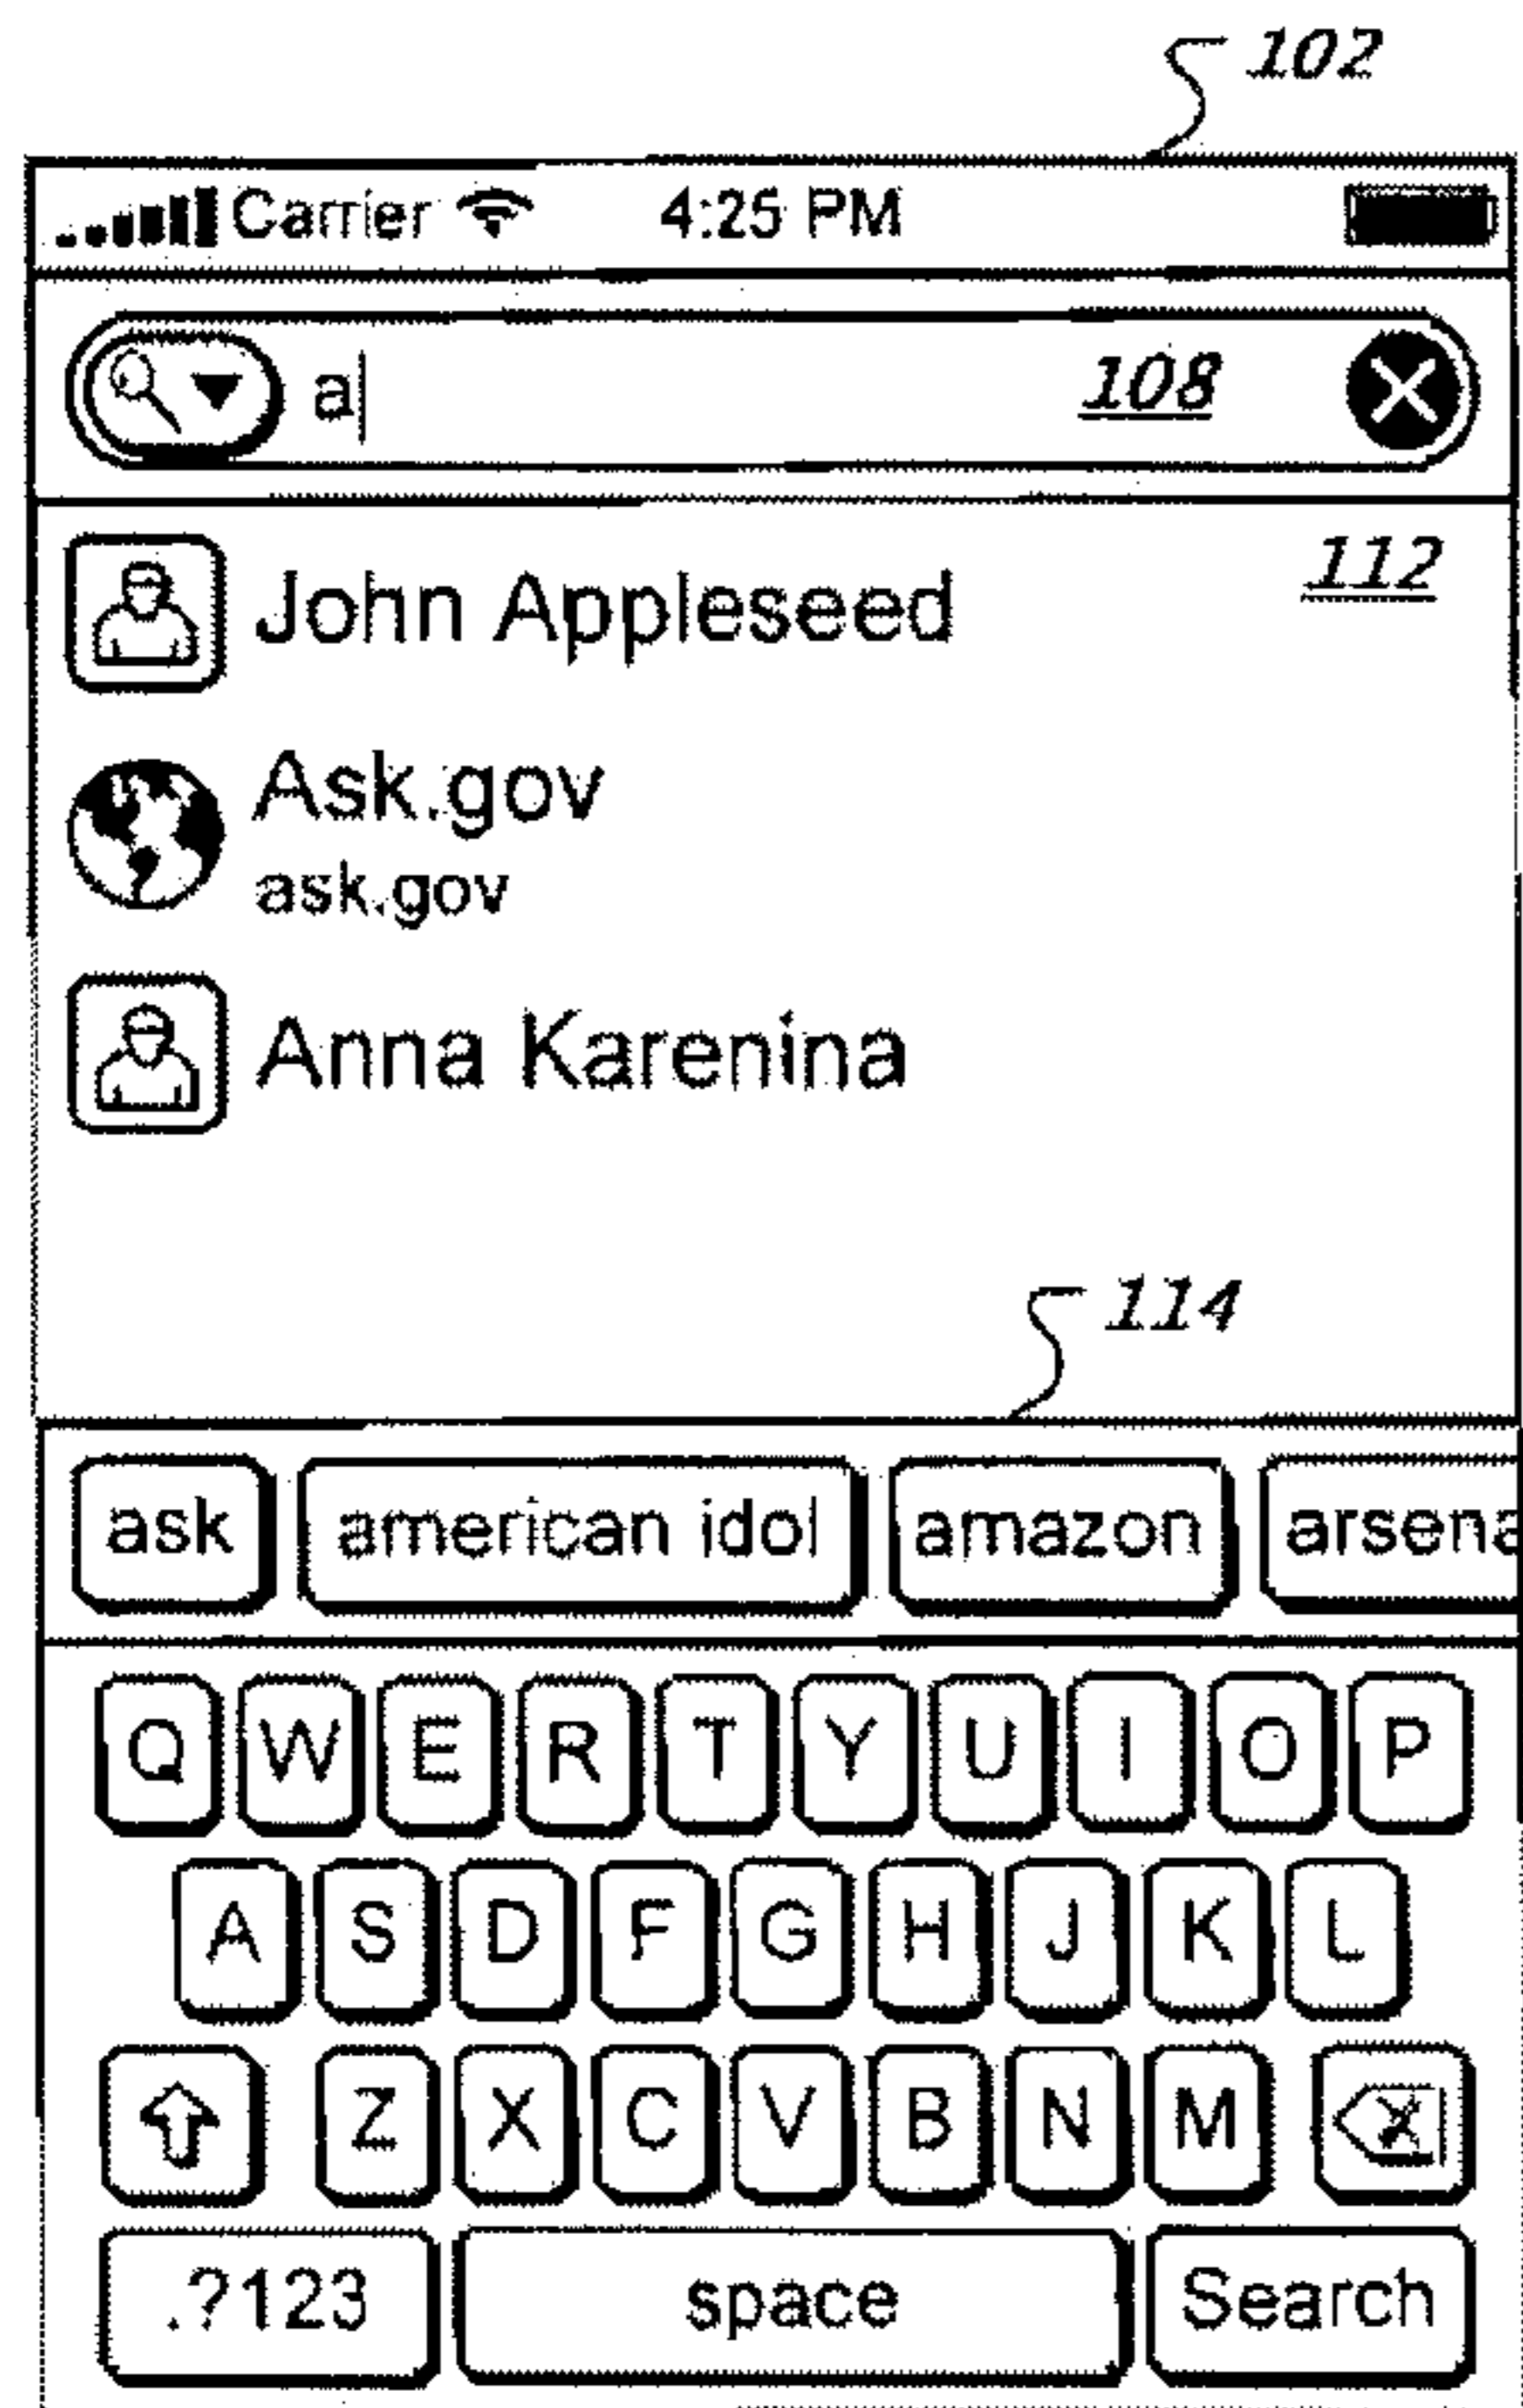 102
Carrier 4:25 PM
a 108
John Appleseed 112
Ask.gov
ask.gov
Anna Karenina
114
ask american idol amazon arsena
Q W E R T Y U I O P
A S D F G H J K L
Z X C V B N M
.?123 space Search